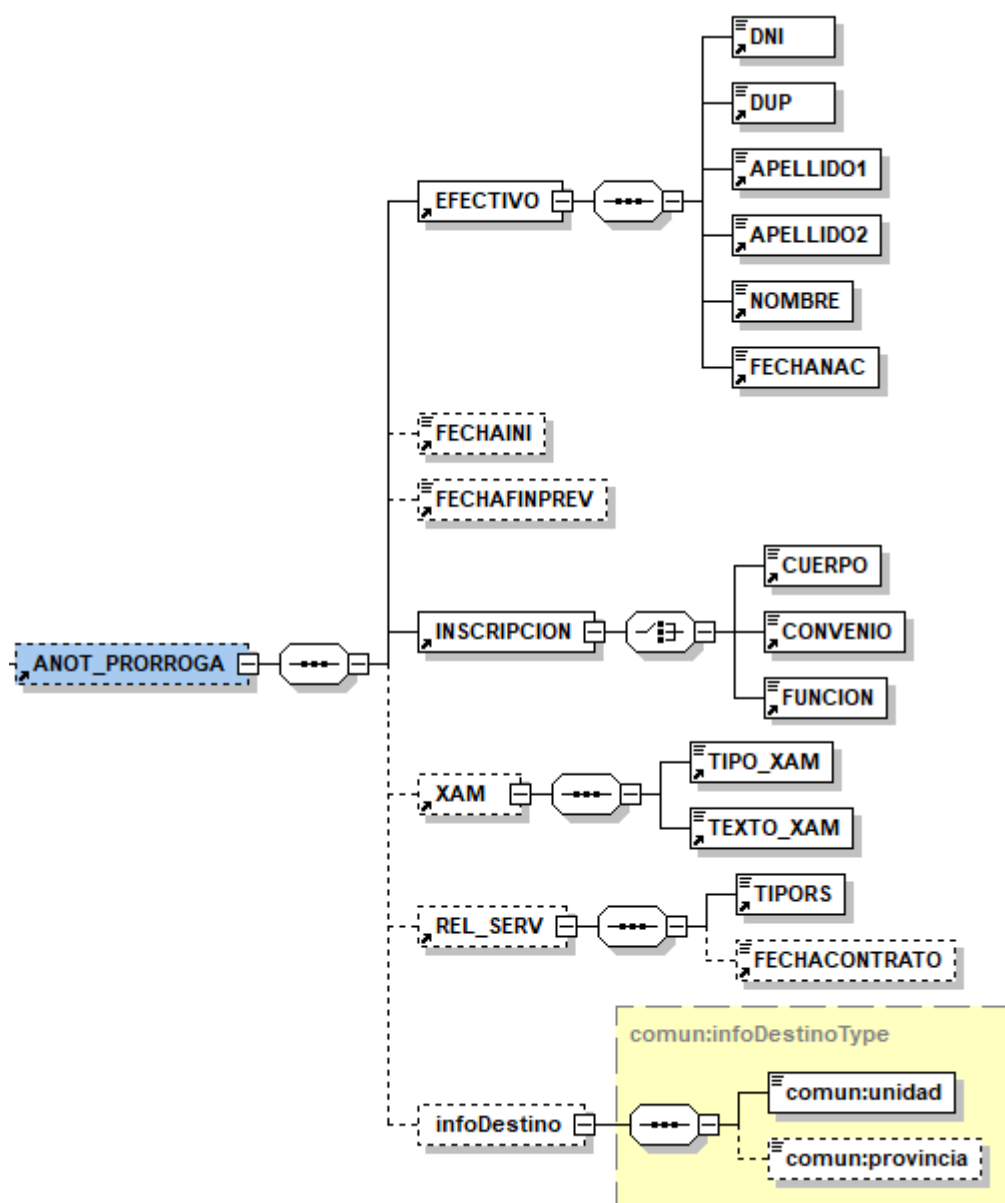 DNI
DUP
APELLIDO1
EFECTIVO
APELLIDO2
NOMBRE
FECHANAC
FECHAINI
FECHAFINPREV
CUERPO
INSCRIPCION
CONVENIO
ANOT_PRORROGA
FUNCION
TIPO_XAM
XAM
TEXTO_XAM
TIPORS
REL_SERV
FECHACONTRATO
comun:infoDestinoType
comun:unidad
infoDestino
comun:provincia